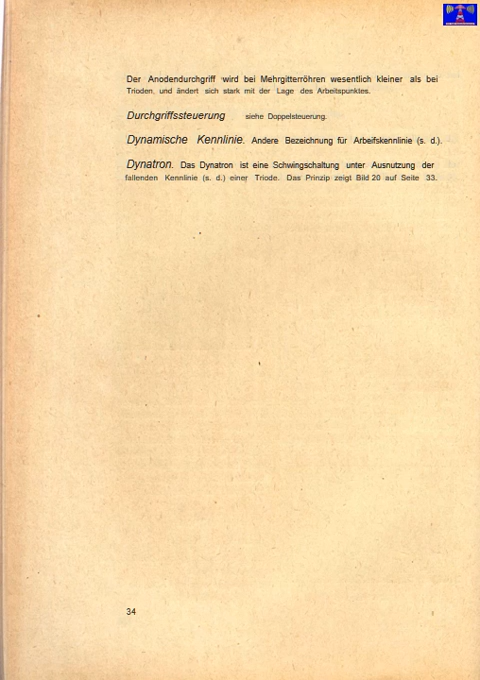 Der Anodendurchgriff wird bei Mehrgitterröhren wesentlich kleiner als bei
Trioden, und ändert sich stark mit der Lage des Arbeitspunktes.
Durchgriffssteuerung siehe Doppelsteuerung.
Dynamische Kennlinie. Andere Bezeichnung für Arbeifskennlinie (s. d.).
Dynatron. Das Dynatron ist eine Schwingschaltung unter Ausnutzung der
fallenden Kennlinie (s. d.) einer Triode. Das Prinzip zeigt Bild 20 auf Seite 33.
34